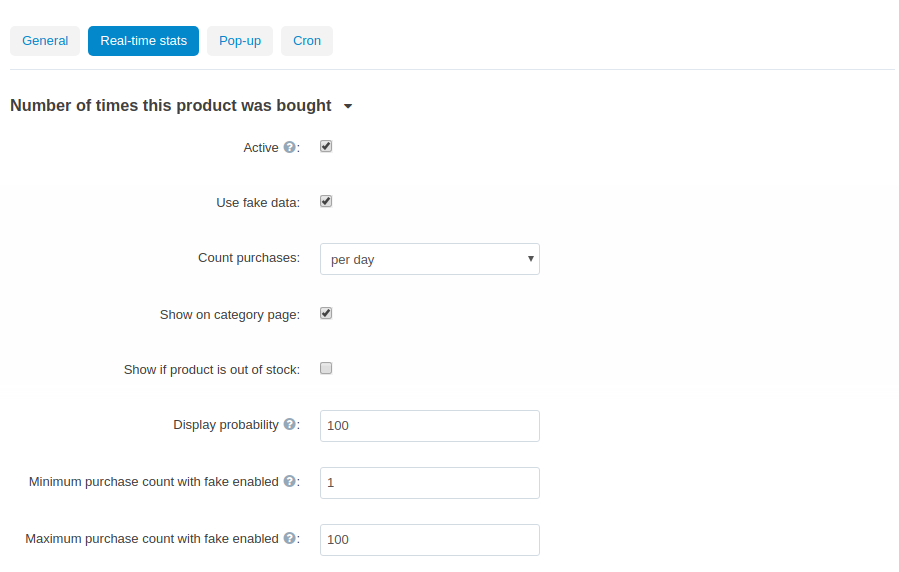 General Real-time stats Pop-up Cron
Number of times this product was bought
Active ?:
Use fake data:
Count purchases: per day
Show on category page:
Show if product is out of stock:
Display probability ?: 100
Minimum purchase count with fake enabled ?: 1
Maximum purchase count with fake enabled ?: 100